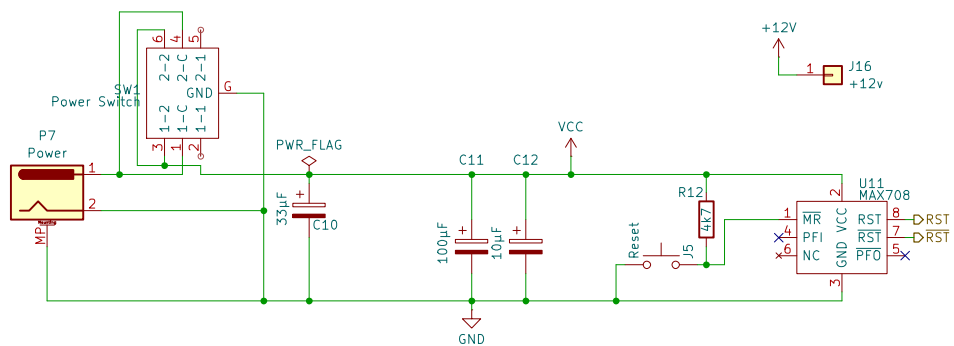 +12V
J16
1
+12v
6
4
5
2-2
2-C
2-1
GND
G
SW1
Power Switch
1-2
1-C
1-1
3
1
2
P7
Power
1
2
MP
PWR_FLAG
+
33µF
C10
C11
+
100µF
C12
+
10µF
VCC
GND
Reset
J5
R12
4k7
U11
MAX708
2
VCC
1
MR
4
PFI
6
NC
GND
3
RST
8
RST
RST
7
RST
PFO
5